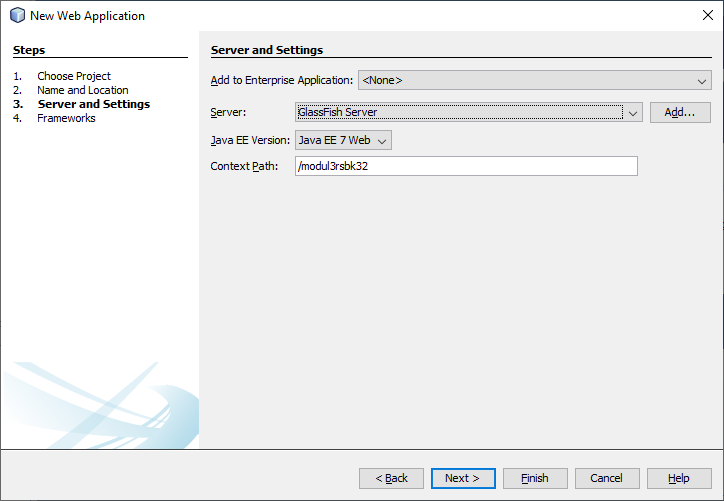 New Web Application
Steps
1. Choose Project
2. Name and Location
3. Server and Settings
4. Frameworks
Server and Settings
Add to Enterprise Application: <None>
Server: GlassFish Server Add...
Java EE Version: Java EE 7 Web
Context Path: /modul3rsbk32
< Back Next > Finish Cancel Help